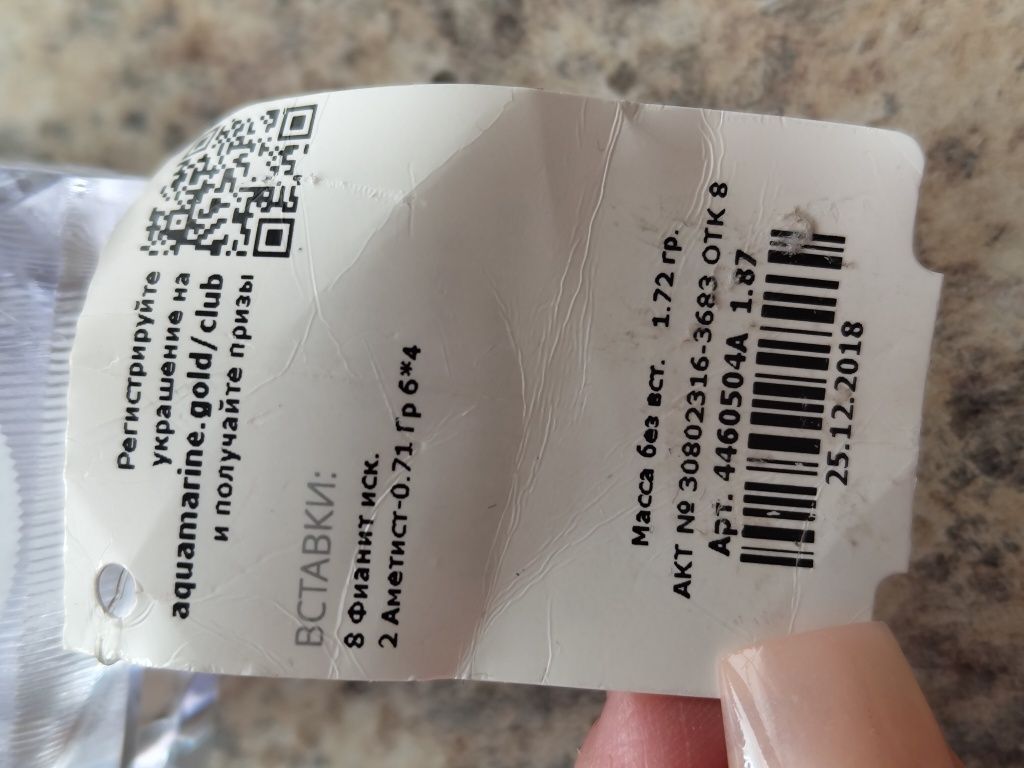 Регистрируйте
украшение на
aquamarine.gold/club
и получайте призы
ВСТАВКИ:
8 Фианит иск.
2 Аметист-0.71 Гр 6*4
Масса без вст. 1.72 гр.
АКТ № 30802316-3683 ОТК 8
Арт. 4460504А 1.87
25.12.2018